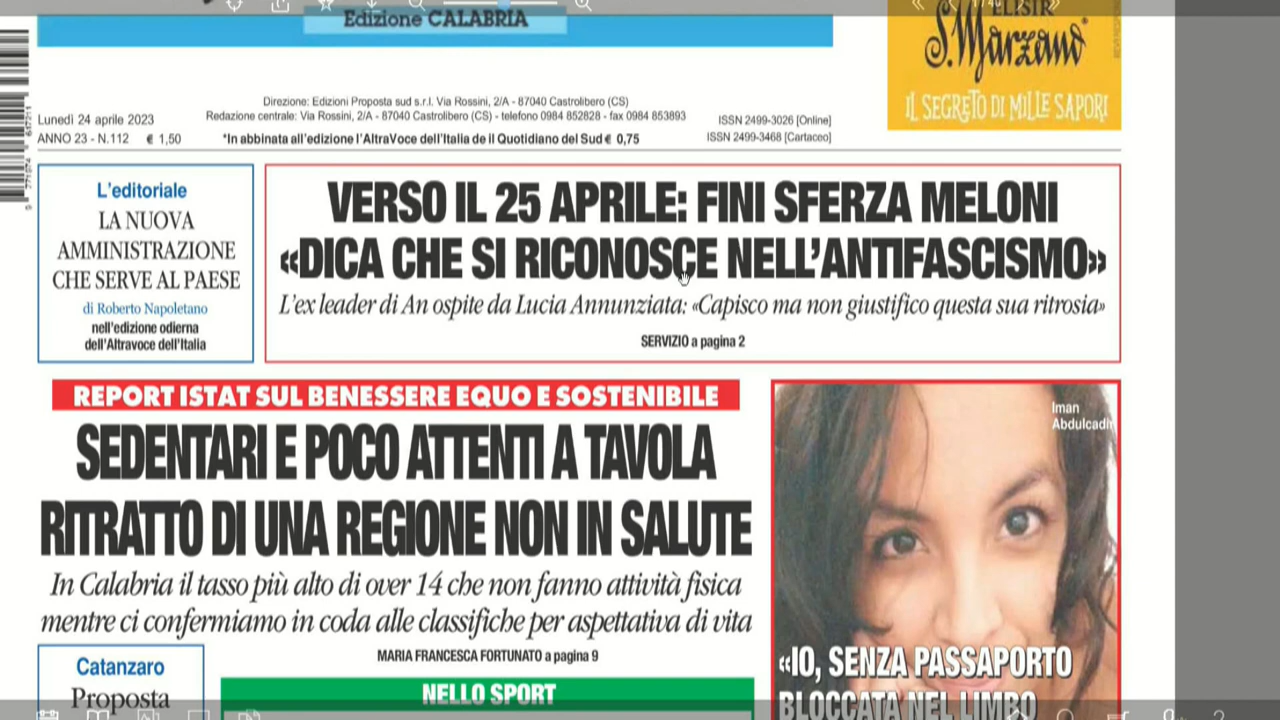 Edizione CALABRIA
ELISIR
S. Marzano
IL SEGRETO DI MILLE SAPORI
Lunedì 24 aprile 2023
ANNO 23 - N.112 € 1,50
Direzione: Edizioni Proposta sud s.r.l. Via Rossini, 2/A - 87040 Castrolibero (CS)
Redazione centrale: Via Rossini, 2/A - 87040 Castrolibero (CS) - telefono 0984 852828 - fax 0984 853893
*In abbinata all'edizione l'AltraVoce dell'Italia de il Quotidiano del Sud € 0,75
ISSN 2499-3026 [Online]
ISSN 2499-3468 [Cartaceo]
L'editoriale
LA NUOVA
AMMINISTRAZIONE
CHE SERVE AL PAESE
di Roberto Napoletano
nell'edizione odierna
dell'Altravoce dell'Italia
VERSO IL 25 APRILE: FINI SFERZA MELONI
«DICA CHE SI RICONOSCE NELL'ANTIFASCISMO»
L'ex leader di An ospite da Lucia Annunziata: «Capisco ma non giustifico questa sua ritrosia»
SERVIZIO a pagina 2
REPORT ISTAT SUL BENESSERE EQUO E SOSTENIBILE
SEDENTARI E POCO ATTENTI A TAVOLA
RITRATTO DI UNA REGIONE NON IN SALUTE
In Calabria il tasso più alto di over 14 che non fanno attività fisica
mentre ci confermiamo in coda alle classifiche per aspettativa di vita
MARIA FRANCESCA FORTUNATO a pagina 9
Iman
Abdulcadir
«IO, SENZA PASSAPORTO
BLOCCATA NEL LIMBO
Catanzaro
Proposta
NELLO SPORT